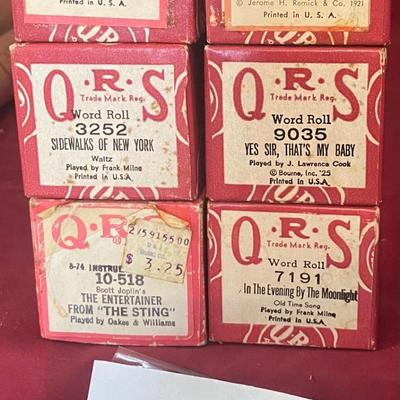 Printed in U. S. A.
© Jerome H. Remick & Co. 1921
Printed in U.S.A.
Q·R·S
Trade Mark Reg.
Word Roll
3252
SIDEWALKS OF NEW YORK
Waltz
Played by Frank Milne
Printed in U.S.A.
Q·R·S
Trade Mark Reg.
Word Roll
9035
YES SIR, THAT'S MY BABY
Played by J. Lawrence Cook
© Bourne, Inc. '25
Printed in U.S.A.
Q·R·S
®
215915500
$ 3.25
8-74 INSTRU
10-518
Scott Joplin's
THE ENTERTAINER
FROM "THE STING"
Played by Oakes & Williams
Q·R·S
Trade Mark Reg.
Word Roll
7191
In The Evening By The Moonlight
Old Time Song
Played by Frank Milne
Printed in U.S.A.